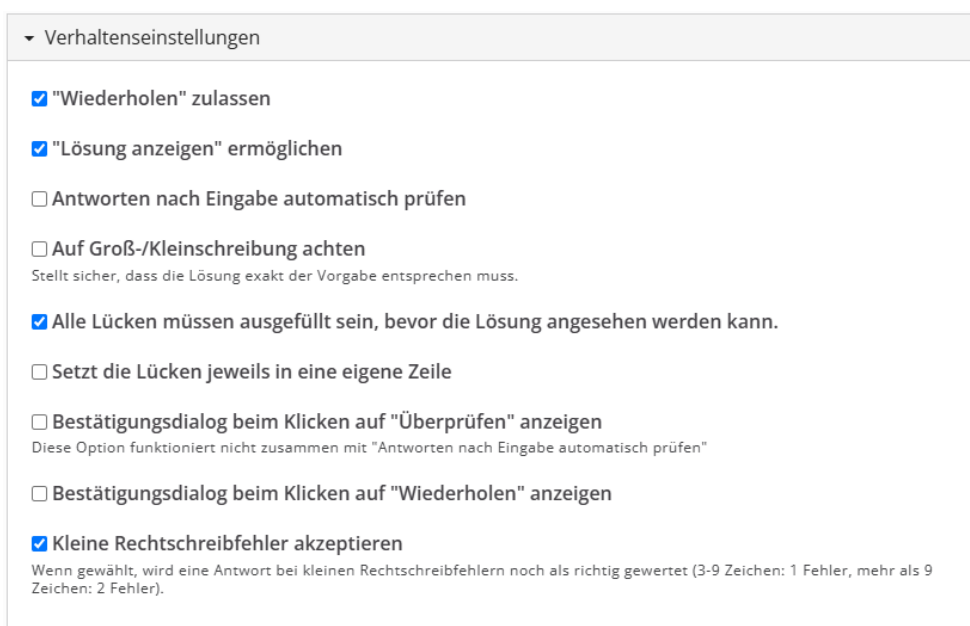 Verhaltenseinstellungen
"Wiederholen" zulassen
"Lösung anzeigen" ermöglichen
Antworten nach Eingabe automatisch prüfen
Auf Groß-/Kleinschreibung achten
Stellt sicher, dass die Lösung exakt der Vorgabe entsprechen muss.
Alle Lücken müssen ausgefüllt sein, bevor die Lösung angesehen werden kann.
Setzt die Lücken jeweils in eine eigene Zeile
Bestätigungsdialog beim Klicken auf "Überprüfen" anzeigen
Diese Option funktioniert nicht zusammen mit "Antworten nach Eingabe automatisch prüfen"
Bestätigungsdialog beim Klicken auf "Wiederholen" anzeigen
Kleine Rechtschreibfehler akzeptieren
Wenn gewählt, wird eine Antwort bei kleinen Rechtschreibfehlern noch als richtig gewertet (3-9 Zeichen: 1 Fehler, mehr als 9
Zeichen: 2 Fehler).